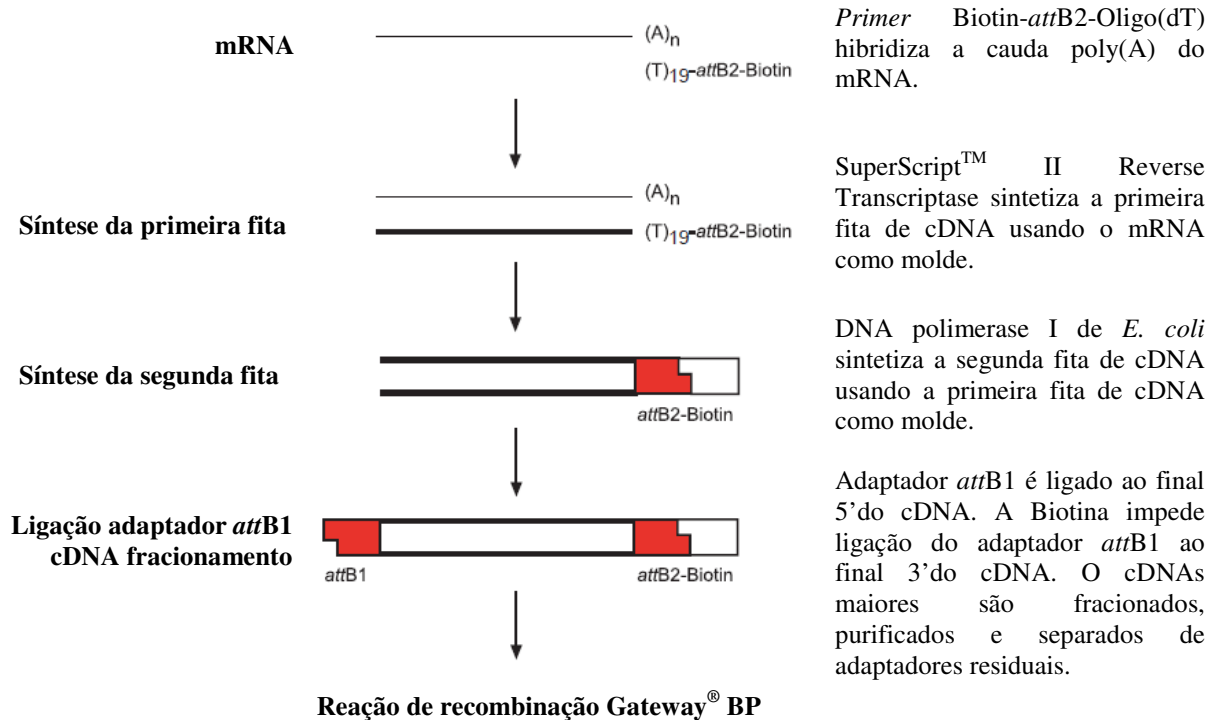 mRNA
(A)n
(T)19-attB2-Biotin
Primer Biotin-attB2-Oligo(dT)
hibridiza a cauda poly(A) do
mRNA.
Síntese da primeira fita
(A)n
(T)19-attB2-Biotin
SuperScript™ II Reverse
Transcriptase sintetiza a primeira
fita de cDNA usando o mRNA
como molde.
Síntese da segunda fita
attB2-Biotin
DNA polimerase I de E. coli
sintetiza a segunda fita de cDNA
usando a primeira fita de cDNA
como molde.
Ligação adaptador attB1
cDNA fracionamento
attB1
attB2-Biotin
Adaptador attB1 é ligado ao final
5'do cDNA. A Biotina impede
ligação do adaptador attB1 ao
final 3'do cDNA. O cDNAs
maiores são fracionados,
purificados e separados de
adaptadores residuais.
Reação de recombinação Gateway® BP